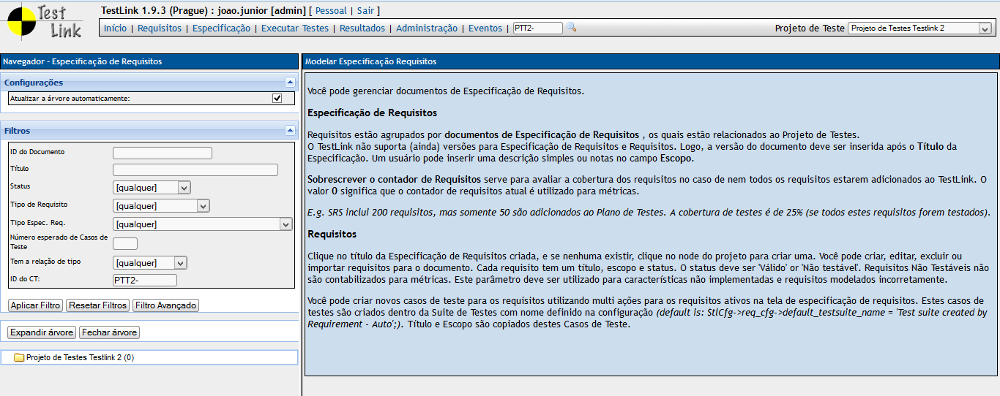 Test Link
TestLink 1.9.3 (Prague) : joao.junior [admin] [ Pessoal | Sair ]
Início | Requisitos | Especificação | Executar Testes | Resultados | Administração | Eventos | PTT2-
Projeto de Teste Projeto de Testes Testlink 2
Navegador - Especificação de Requisitos
Configurações
Atualizar a árvore automaticamente:
Filtros
ID do Documento
Título
Status [qualquer]
Tipo de Requisito [qualquer]
Tipo Espec. Req. [qualquer]
Número esperado de Casos de
Teste
Tem a relação de tipo [qualquer]
ID do CT: PTT2-
Aplicar Filtro Resetar Filtros Filtro Avançado
Expandir árvore Fechar árvore
Projeto de Testes Testlink 2 (0)
Modelar Especificação Requisitos
Você pode gerenciar documentos de Especificação de Requisitos.
Especificação de Requisitos
Requisitos estão agrupados por documentos de Especificação de Requisitos , os quais estão relacionados ao Projeto de Testes.
O TestLink não suporta (ainda) versões para Especificação de Requisitos e Requisitos. Logo, a versão do documento deve ser inserida após o Título da
Especificação. Um usuário pode inserir uma descrição simples ou notas no campo Escopo.
Sobrescrever o contador de Requisitos serve para avaliar a cobertura dos requisitos no caso de nem todos os requisitos estarem adicionados ao TestLink. O
valor 0 significa que o contador de requisitos atual é utilizado para métricas.
E.g. SRS inclui 200 requisitos, mas somente 50 são adicionados ao Plano de Testes. A cobertura de testes é de 25% (se todos estes requisitos forem testados).
Requisitos
Clique no título da Especificação de Requisitos criada, e se nenhuma existir, clique no node do projeto para criar uma. Você pode criar, editar, excluir ou
importar requisitos para o documento. Cada requisito tem um título, escopo e status. O status deve ser 'Válido' or 'Não testável'. Requisitos Não Testáveis não
são contabilizados para métricas. Este parâmetro deve ser utilizado para características não implementadas e requisitos modelados incorretamente.
Você pode criar novos casos de teste para os requisitos utilizando multi ações para os requisitos ativos na tela de especificação de requisitos. Estes casos de
testes são criados dentro da Suite de Testes com nome definido na configuração (default is: $tlCfg->req_cfg->default_testsuite_name = 'Test suite created by
Requirement - Auto';). Título e Escopo são copiados destes Casos de Teste.